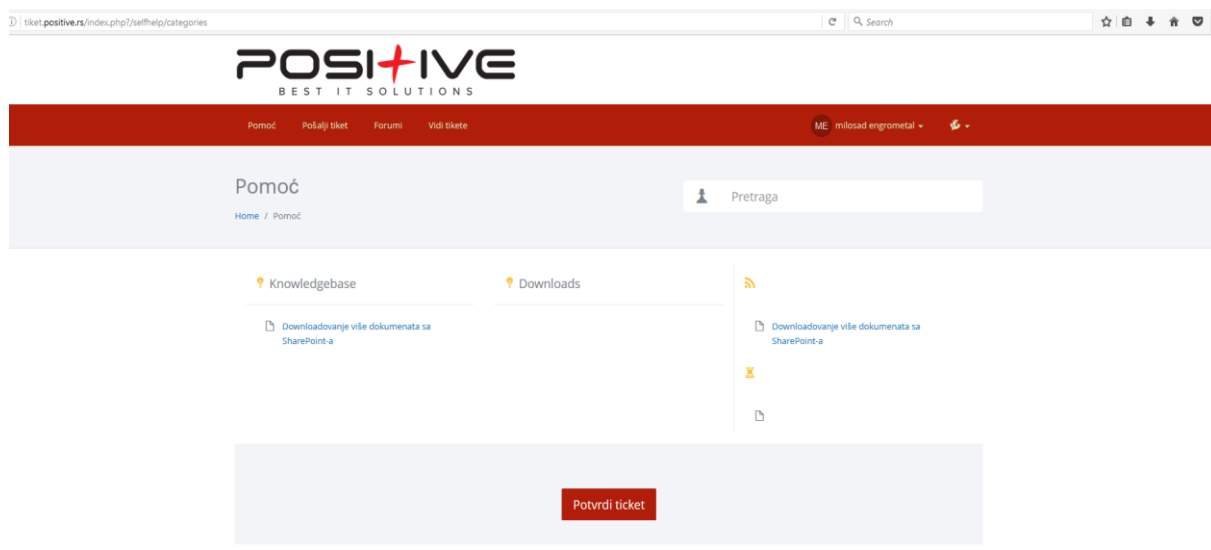 tiket.positive.rs/index.php?/selfhelp/categories
Search
POSITIVE
BEST IT SOLUTIONS
Pomoć Pošalji tiket Forumi Vidi tikete
ME milosad engrometal
Pomoć
Pretraga
Home / Pomoć
Knowledgebase
Downloadovanje više dokumenata sa
SharePoint-a
Downloads
Downloadovanje više dokumenata sa
SharePoint-a
Potvrdi ticket